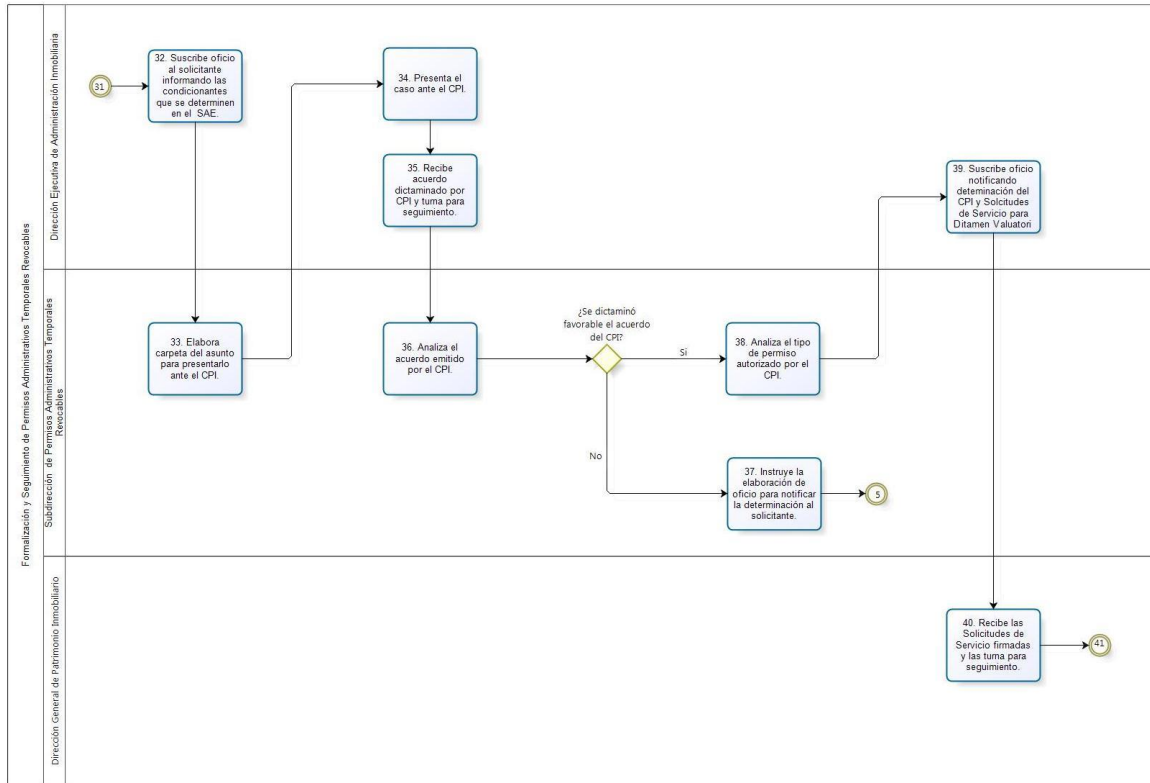 Formalización y Seguimiento de Permisos Administrativos Temporales Revocables
Dirección Ejecutiva de Administración Inmobiliaria
31
32. Suscribe oficio
al solicitante
informando las
condicionantes
que se determinen
en el SAE.
34. Presenta el
caso ante el CPI.
35. Recibe
acuerdo
dictaminado por
CPI y turna para
seguimiento.
39. Suscribe oficio
notificando
deteminación del
CPI y Solcitudes
de Servicio para
Ditamen Valuatori
Subdirección de Permisos Administrativos Temporales
Revocables
33. Elabora
carpeta del asunto
para presentarlo
ante el CPI.
36. Analiza el
acuerdo emitido
por el CPI.
¿Se dictaminó
favorable el acuerdo
del CPI?
Si
38. Analiza el tipo
de permiso
autorizado por el
CPI.
No
37. Instruye la
elaboración de
oficio para notificar
la determinación al
solicitante.
5
Dirección General de Patrimonio Inmobiliario
40. Recibe las
Solicitudes de
Servicio firmadas
y las turna para
seguimiento.
41